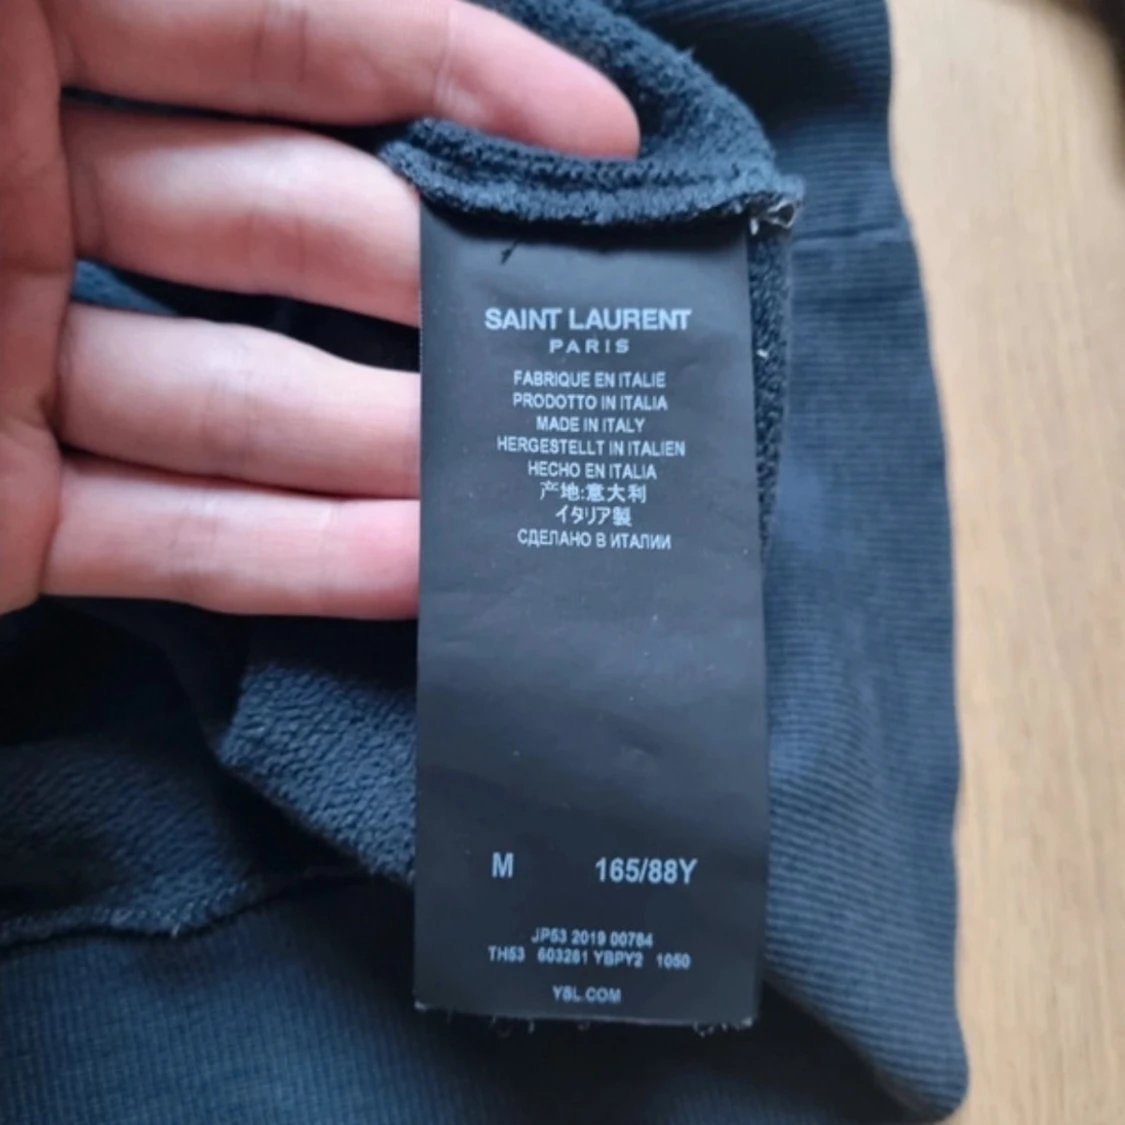 SAINT LAURENT
PARIS
FABRIQUE EN ITALIE
PRODOTTO IN ITALIA
MADE IN ITALY
HERGESTELLT IN ITALIEN
HECHO EN ITALIA
产地:意大利
イタリア製
СДЕЛАНО В ИТАЛИИ
M 165/88Y
JP53 2019 00784
TH53 603261 YBPY2 1050
YSL.COM